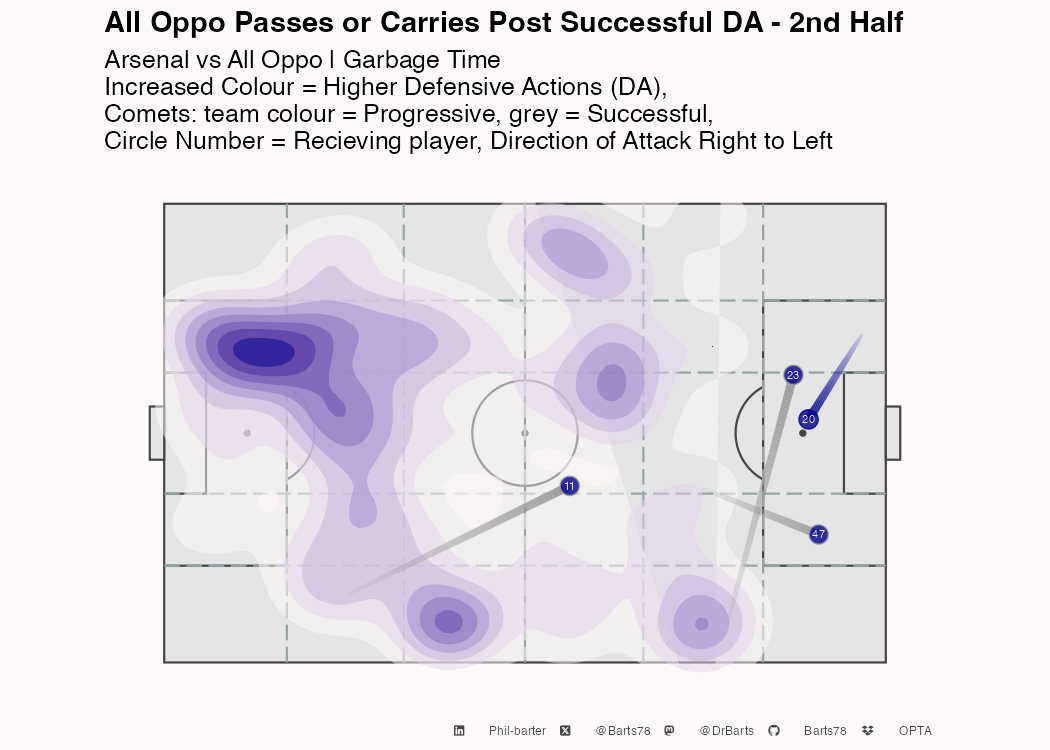 All Oppo Passes or Carries Post Successful DA - 2nd Half
Arsenal vs All Oppo | Garbage Time
Increased Colour = Higher Defensive Actions (DA),
Comets: team colour = Progressive, grey = Successful,
Circle Number = Recieving player, Direction of Attack Right to Left
23
20
11
47
Phil-barter @Barts78 @DrBarts Barts78 OPTA